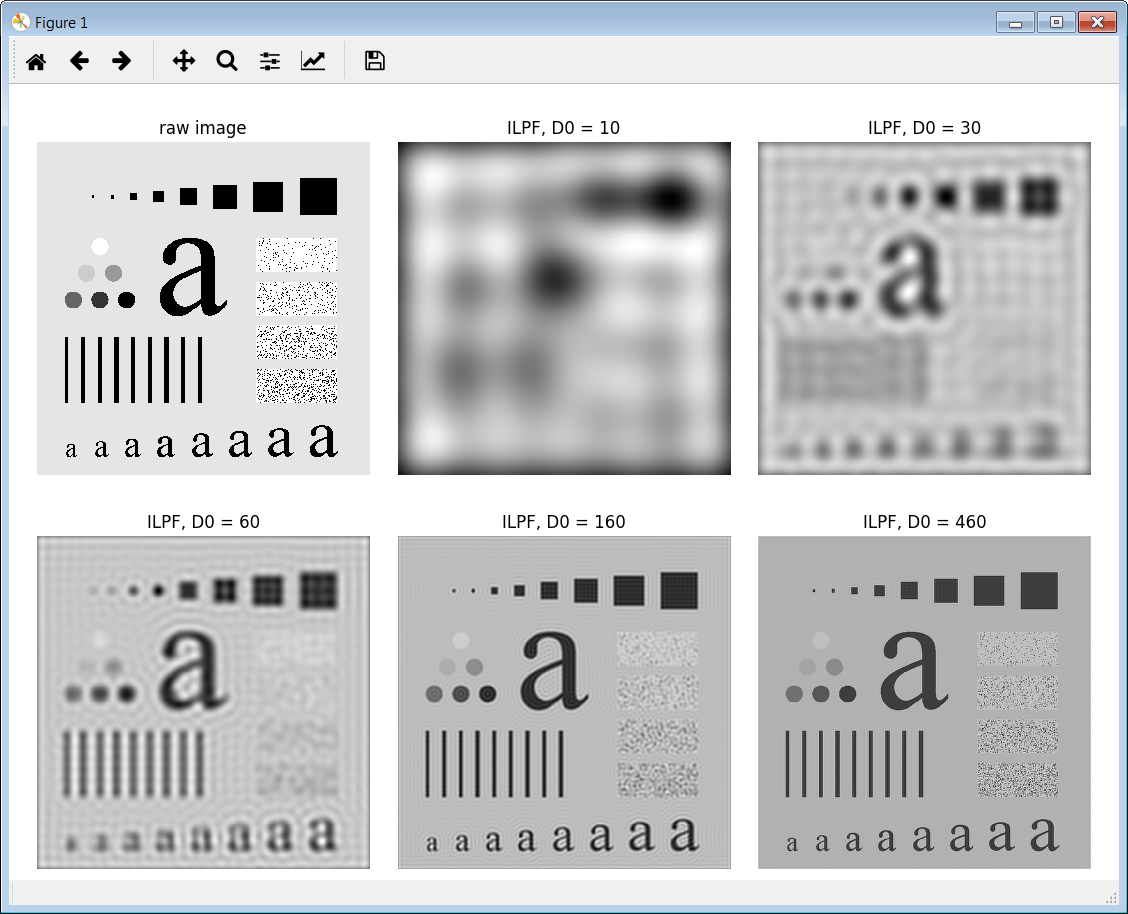 Figure 1
raw image
ILPF, D0 = 10
ILPF, D0 = 30
a
a
a
a a a a a a a a
a a a a a a a a
ILPF, D0 = 60
ILPF, D0 = 160
ILPF, D0 = 460
a
a
a
a a a a a a a a
a a a a a a a a
a a a a a a a a